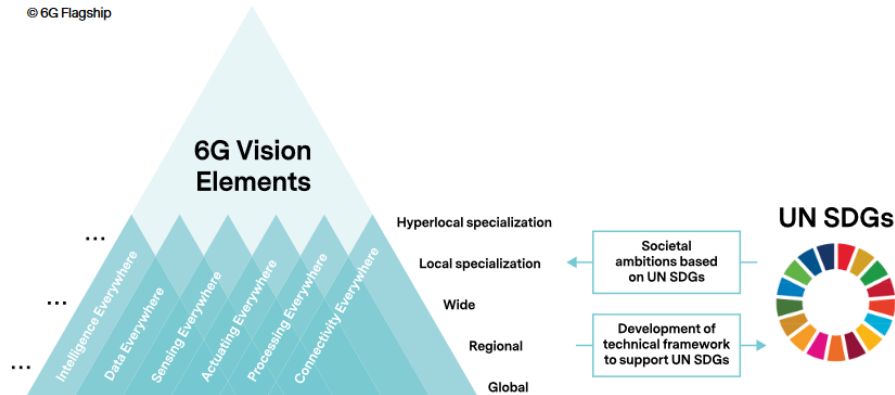 © 6G Flagship
6G Vision
Elements
...
...
...
Intelligence Everywhere
Data Everywhere
Sensing Everywhere
Actuating Everywhere
Processing Everywhere
Connectivity Everywhere
Hyperlocal specialization
Local specialization
Wide
Regional
Global
Societal
ambitions based
on UN SDGs
Development of
technical framework
to support UN SDGs
UN SDGs